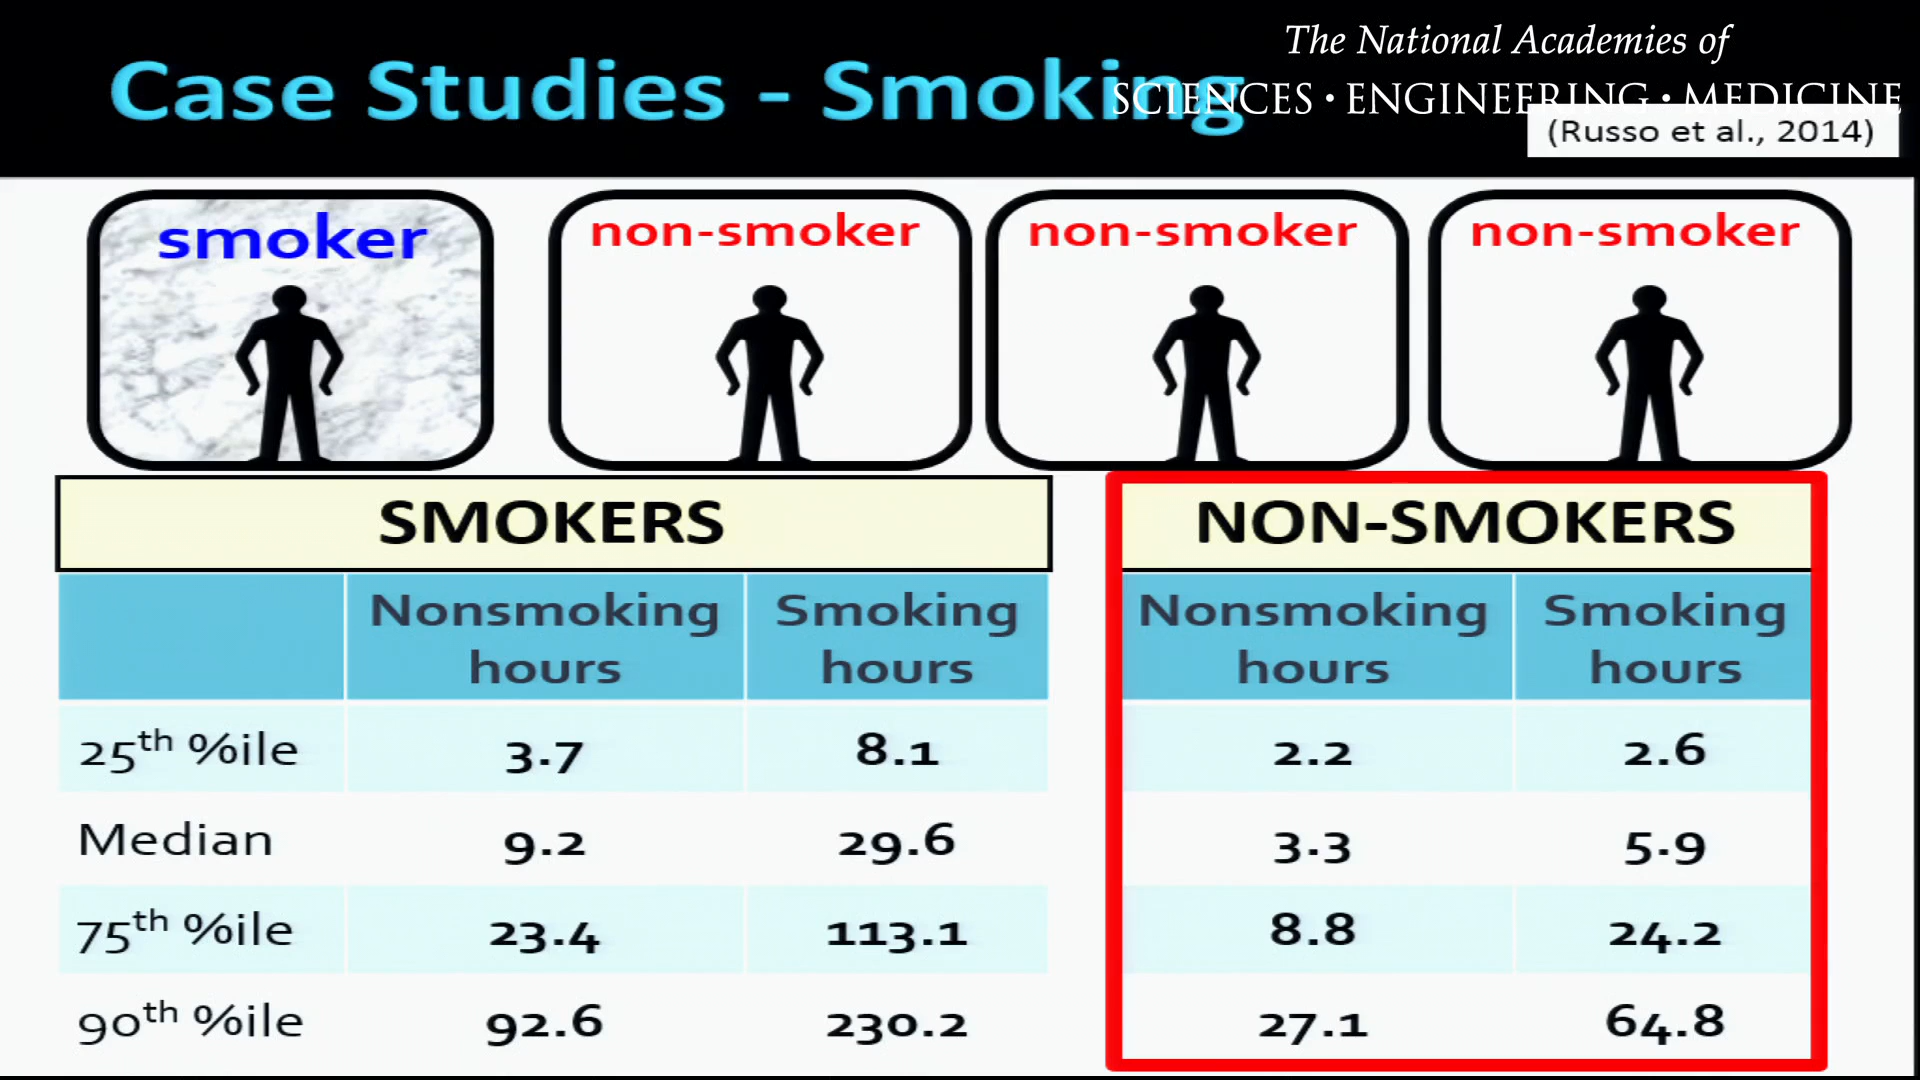 The National Academies of
Case Studies - Smoking
SCIENCES · ENGINEERING · MEDICINE
(Russo et al., 2014)
smoker non-smoker non-smoker non-smoker
SMOKERS NON-SMOKERS
Nonsmoking hours Smoking hours Nonsmoking hours Smoking hours
25th %ile 3.7 8.1 2.2 2.6
Median 9.2 29.6 3.3 5.9
75th %ile 23.4 113.1 8.8 24.2
90th %ile 92.6 230.2 27.1 64.8